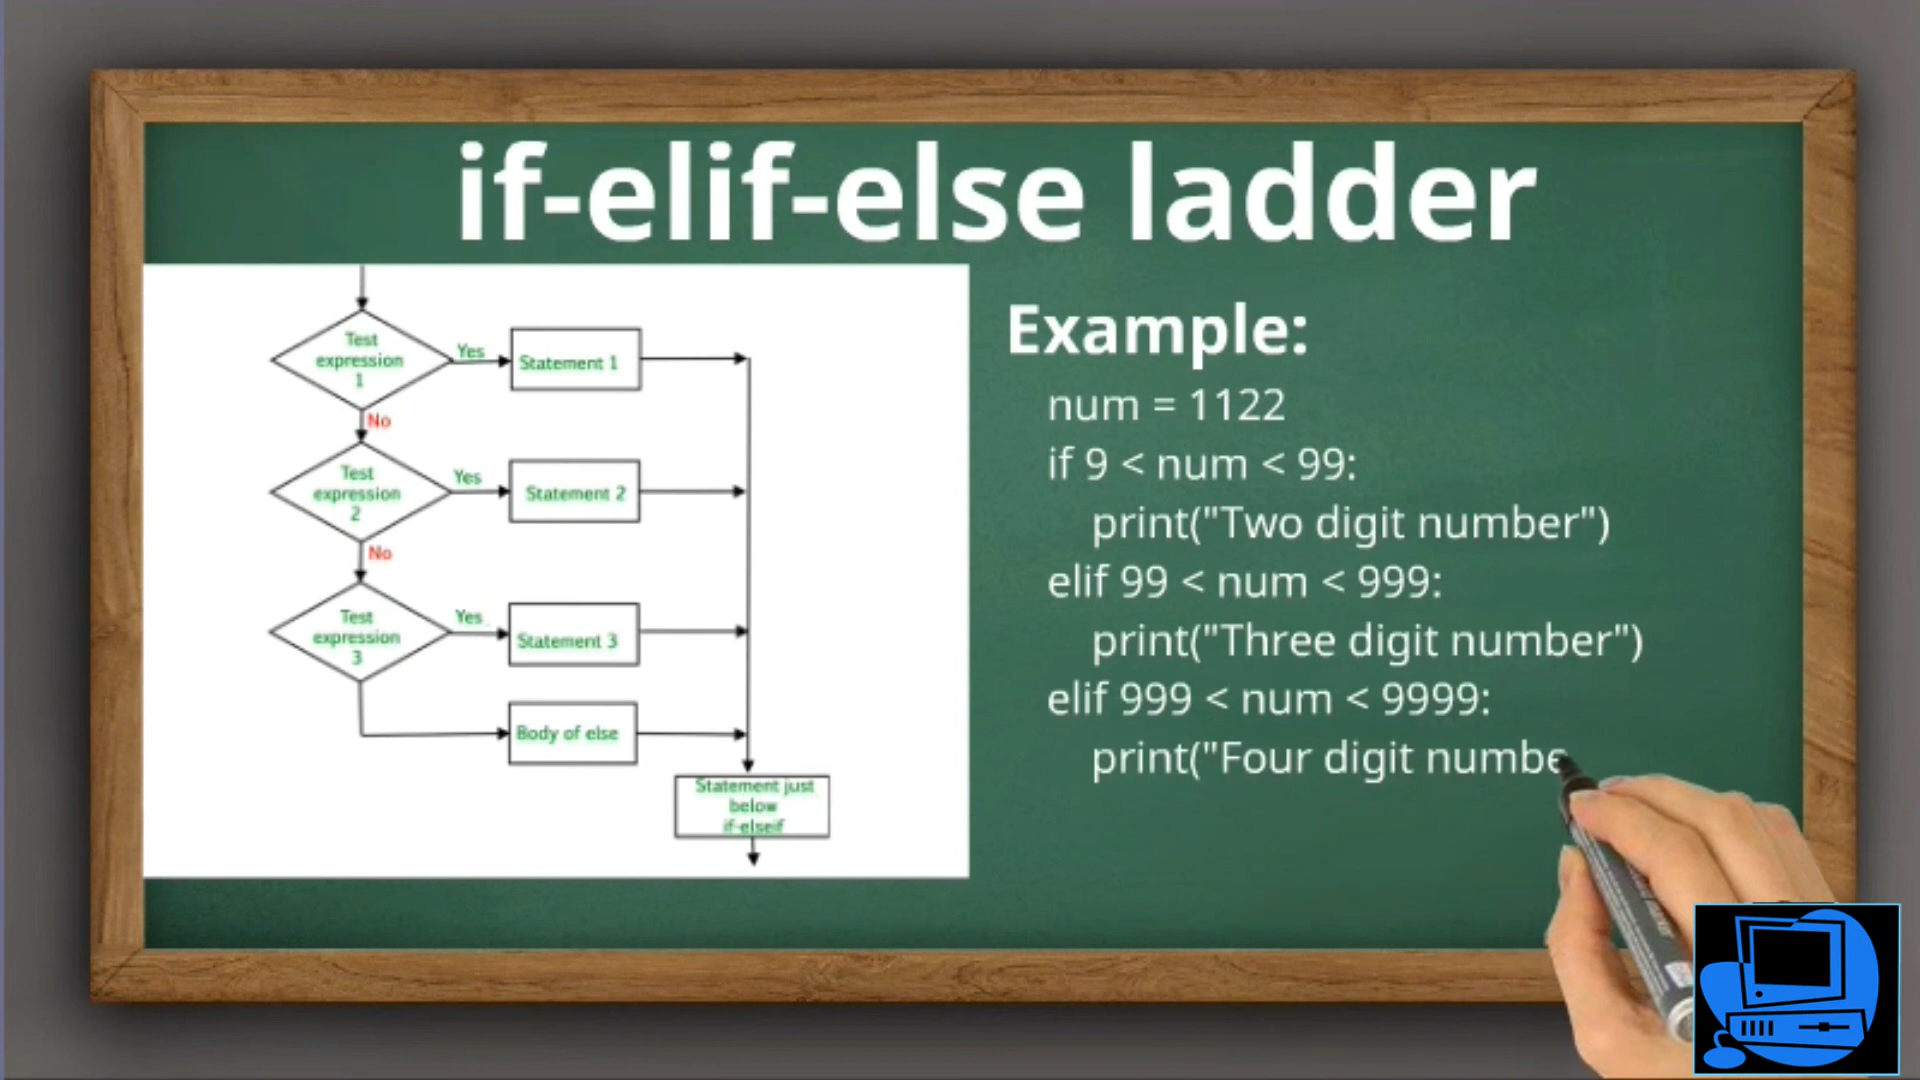 if-elif-else ladder
Test
expression
1
Yes
Statement 1
No
Test
expression
2
Yes
Statement 2
No
Test
expression
3
Yes
Statement 3
Body of else
Statement just
below
if-elseif
Example:
num = 1122
if 9 < num < 99:
print("Two digit number")
elif 99 < num < 999:
print("Three digit number")
elif 999 < num < 9999:
print("Four digit numbe